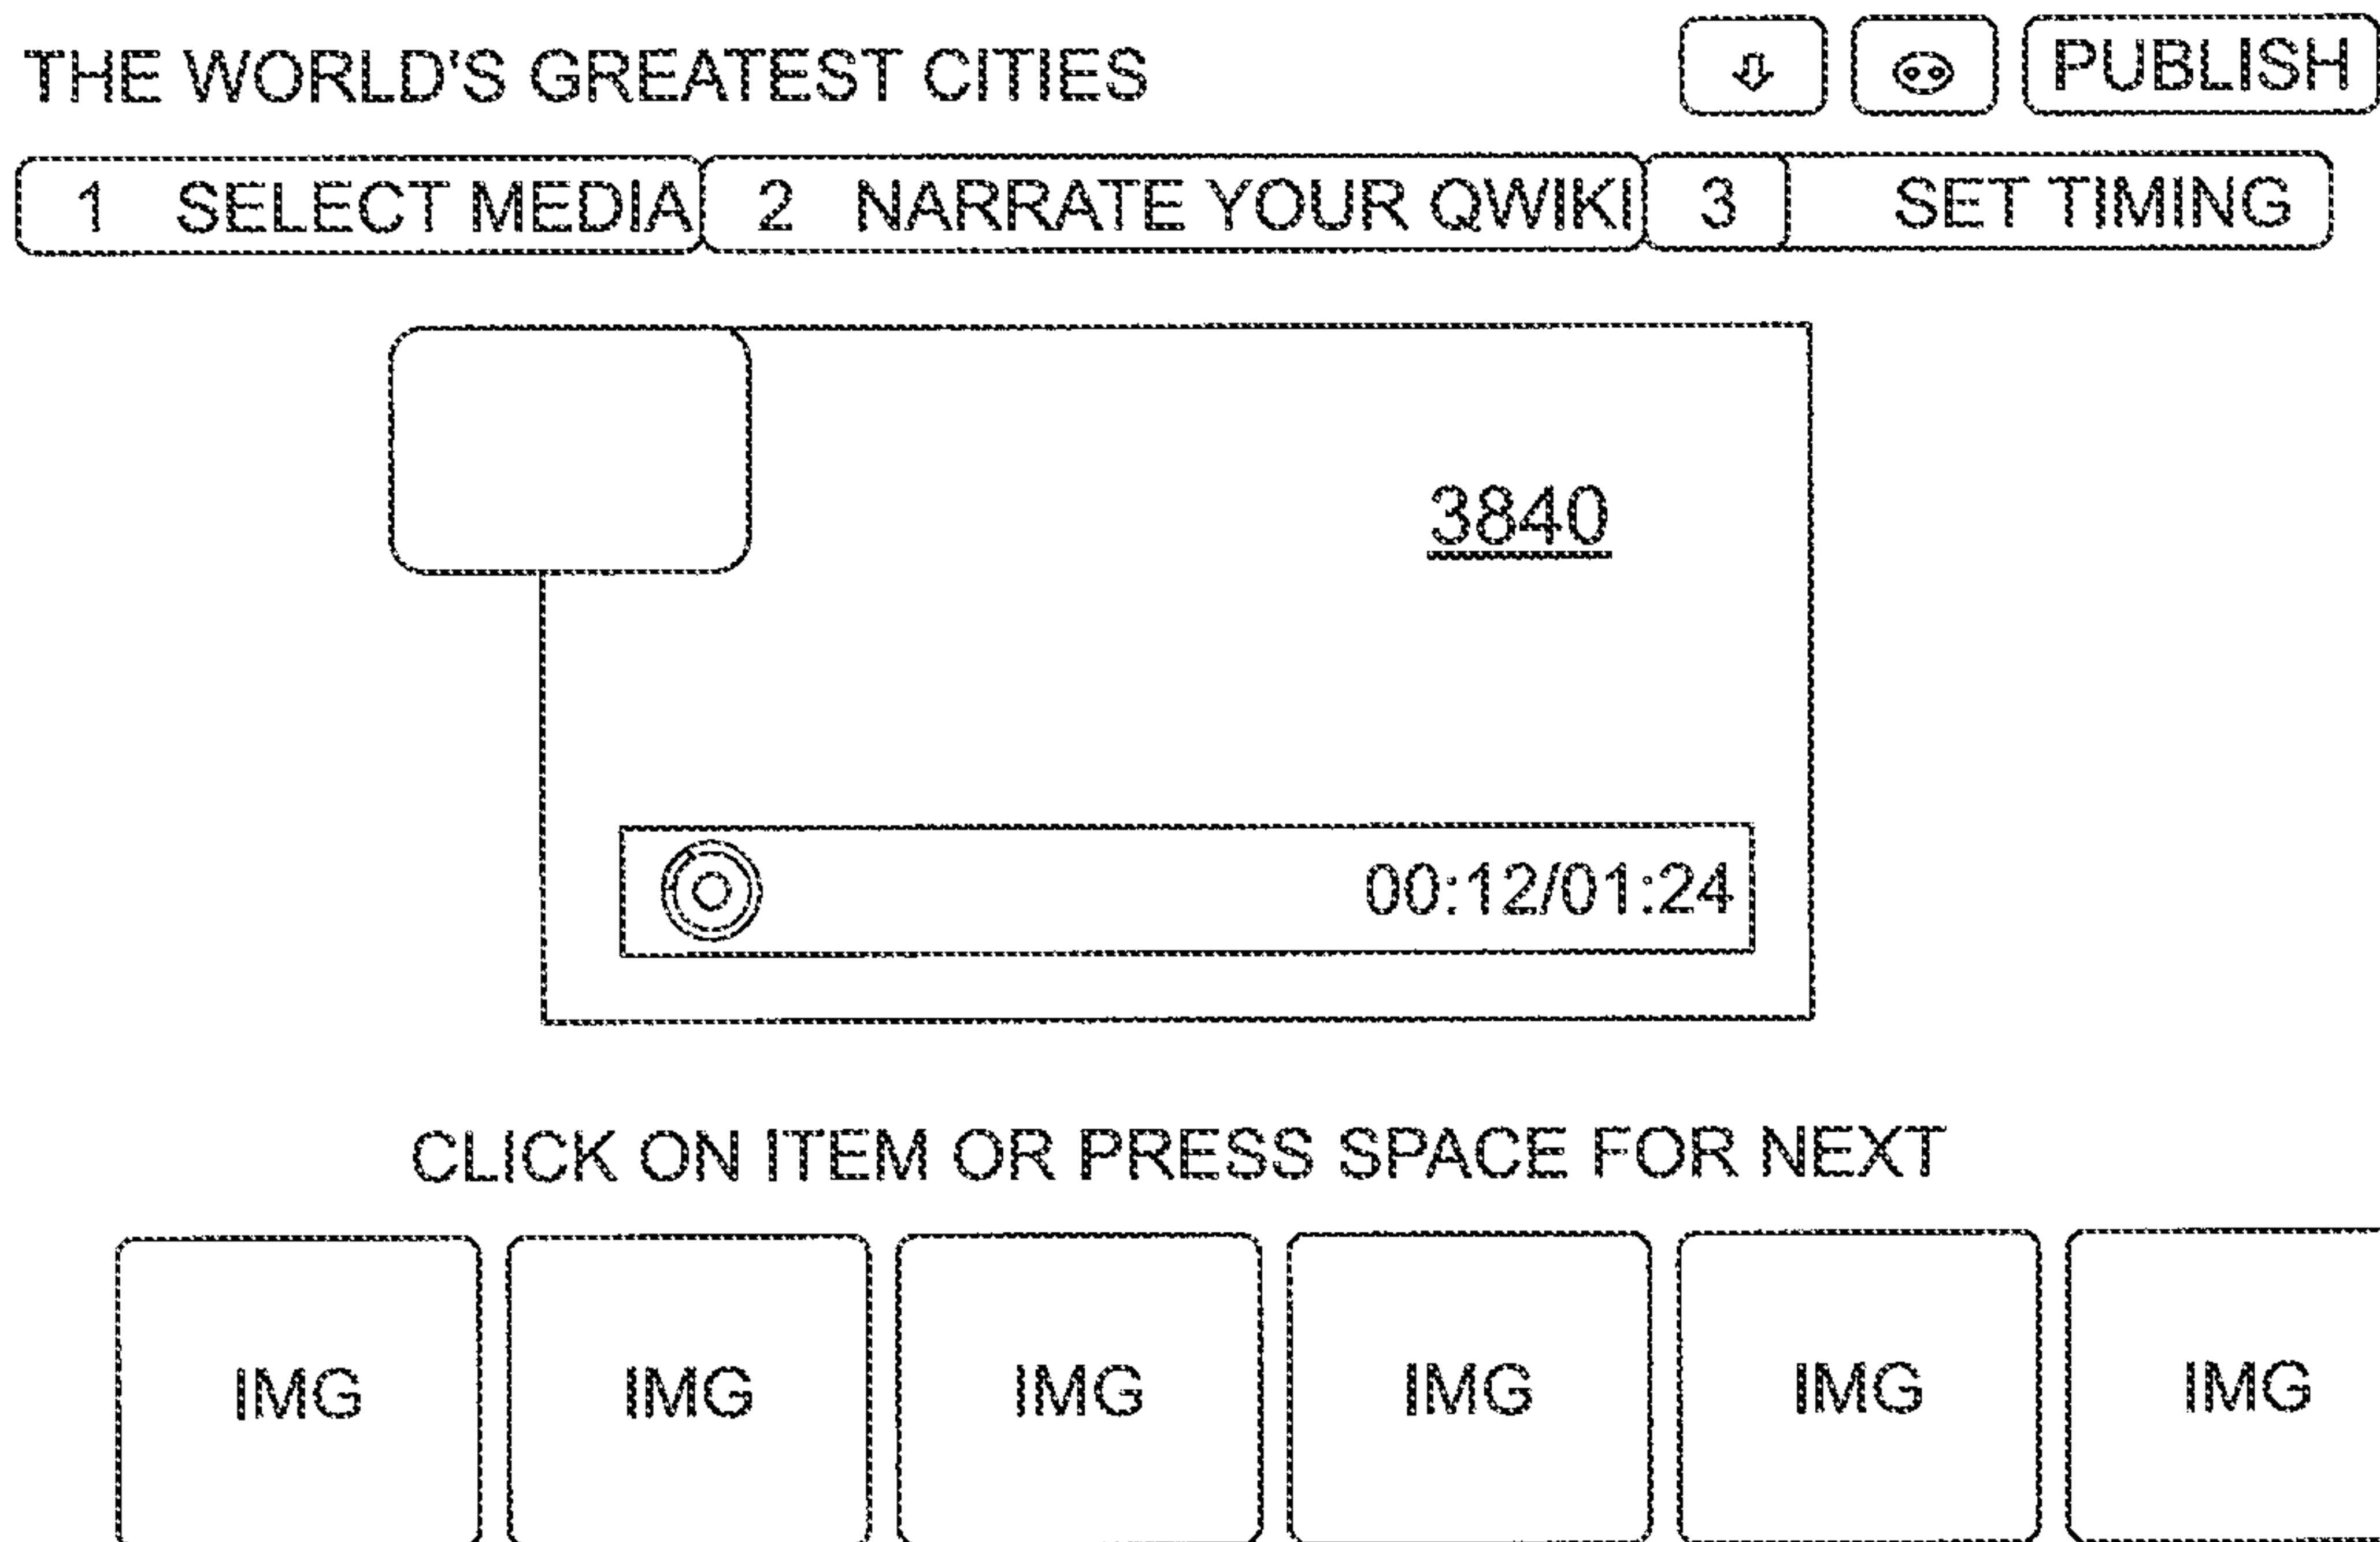 THE WORLD'S GREATEST CITIES PUBLISH
1 SELECT MEDIA 2 NARRATE YOUR QWIKI 3 SET TIMING
3840
00:12/01:24
CLICK ON ITEM OR PRESS SPACE FOR NEXT
IMG IMG IMG IMG IMG IMG